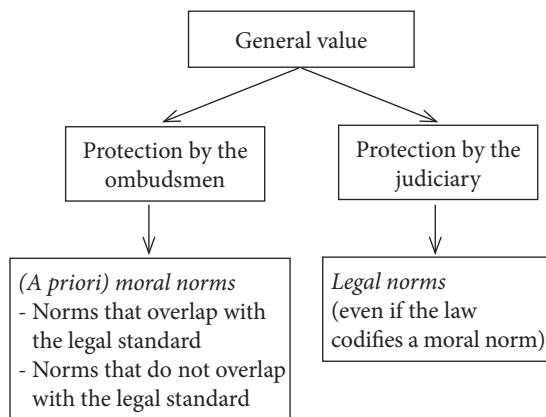 General value
Protection by the
ombudsmen
Protection by the
judiciary
(A priori) moral norms
- Norms that overlap with
the legal standard
- Norms that do not overlap
with the legal standard
Legal norms
(even if the law
codifies a moral norm)